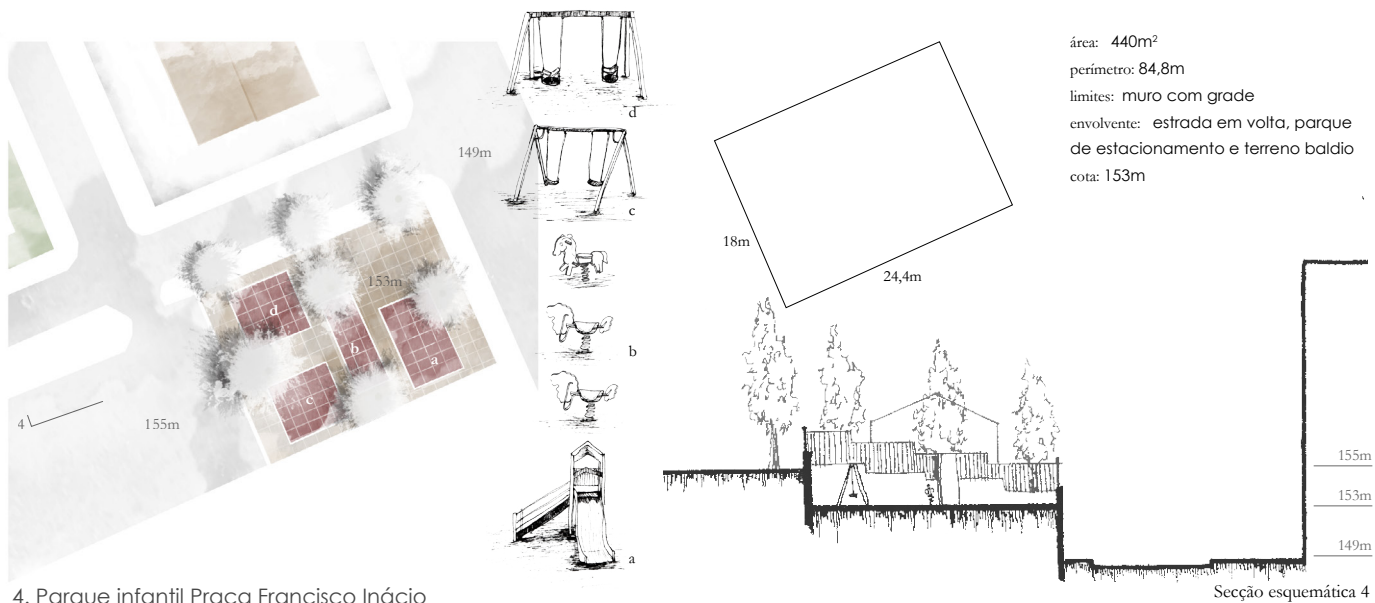 área: 440m²
perímetro: 84,8m
limites: muro com grade
envolvente: estrada em volta, parque
de estacionamento e terreno baldio
cota: 153m
149m
153m
155m
4
d
b
a
c
d
c
b
a
18m
24,4m
155m
153m
149m
Secção esquemática 4
4. Parque infantil Praça Francisco Inácio